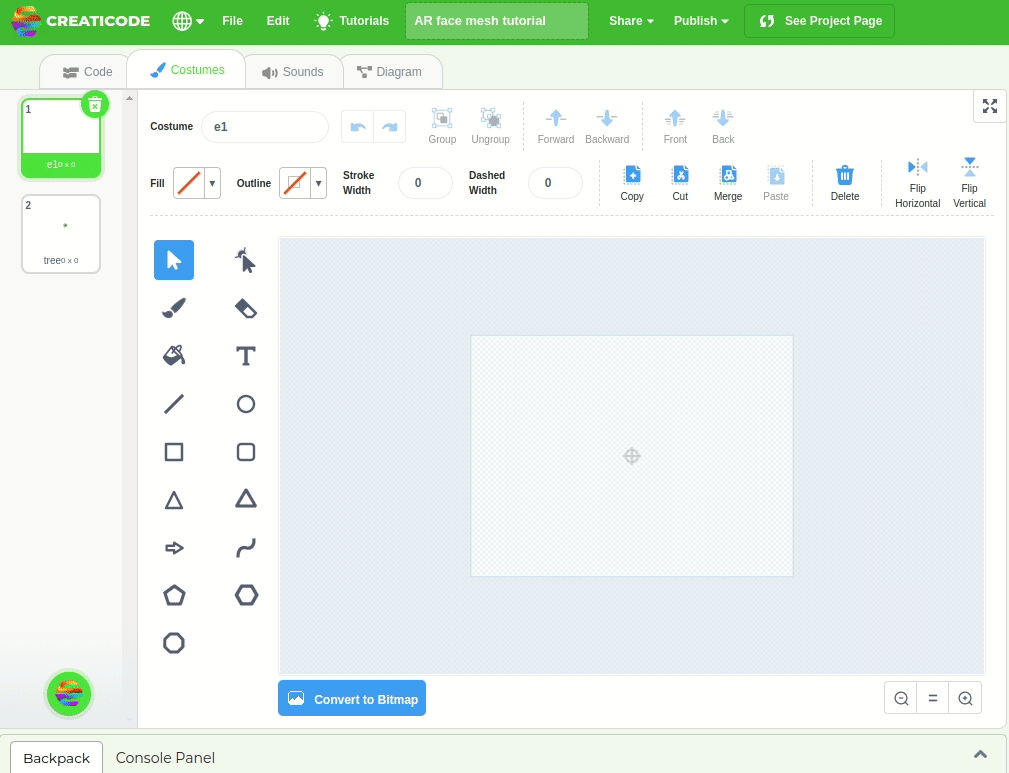 CREATICODE File Edit Tutorials AR face mesh tutorial Share Publish See Project Page
Code Costumes Sounds Diagram
1
e1 0 x 0
2
tree 0 x 0
Costume e1 Group Ungroup Forward Backward Front Back
Fill Outline Stroke Width 0 Dashed Width 0 Copy Cut Merge Paste Delete Flip Horizontal Flip Vertical
Convert to Bitmap
Backpack Console Panel